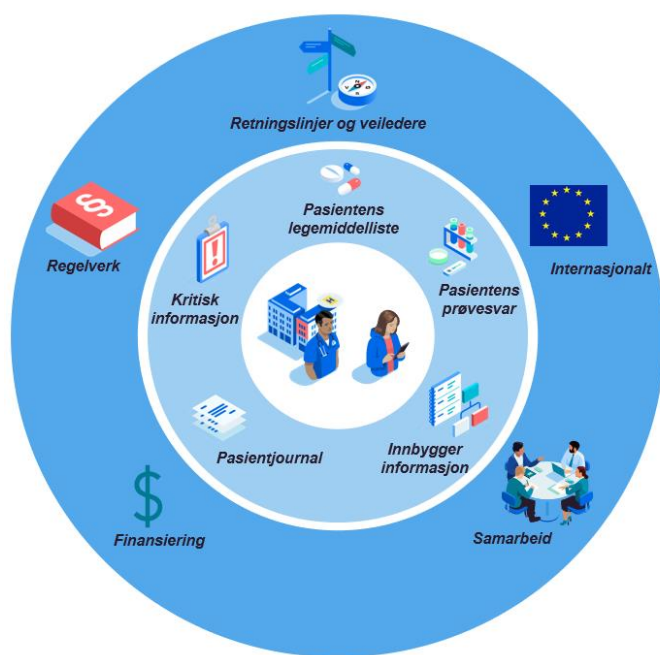 Retningslinjer og veiledere
Pasientens
legemiddelliste
§
Regelverk
Internasjonalt
Kritisk
informasjon
Pasientens
prøvesvar
Pasientjournal
Innbygger
informasjon
$
Finansiering
Samarbeid